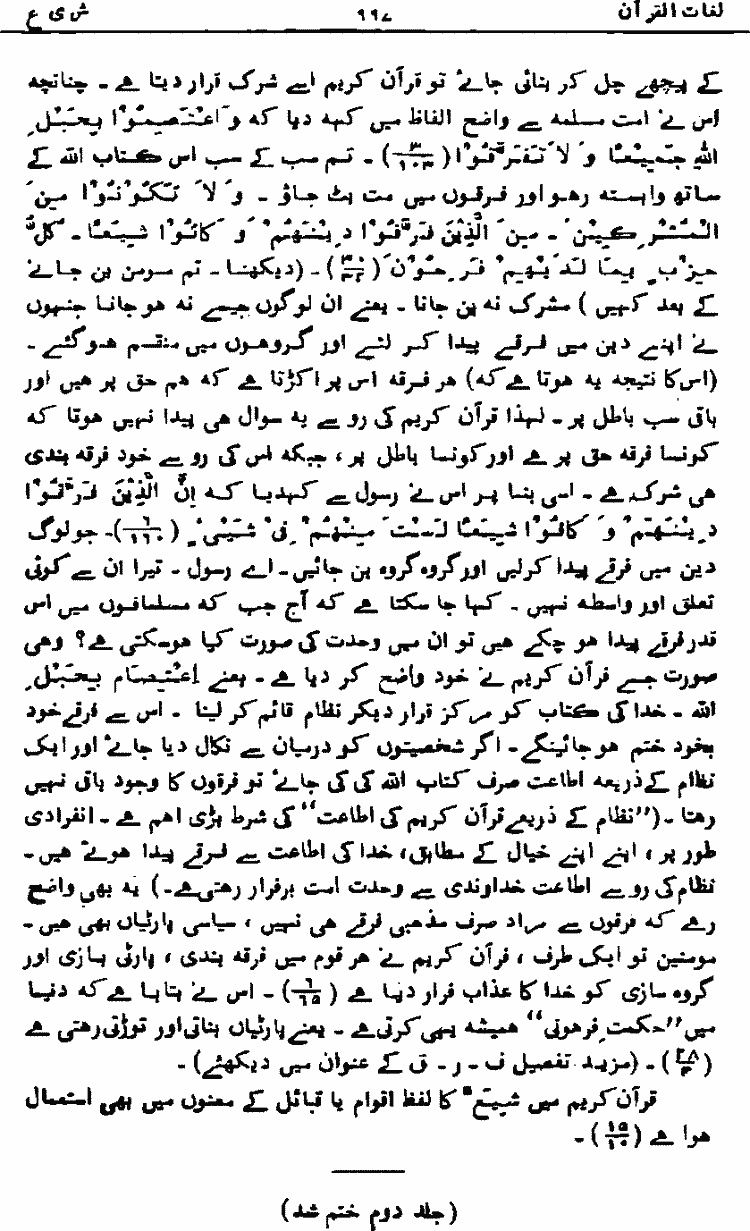 لغات القرآن ۹۹۷ ش ی ع
کے پیچھے چل کر بنائی جائے تو قرآن کریم اسے شرک قرار دیتا ہے ۔ چنانچہ
اس نے امت مسلمہ سے واضح الفاظ میں کہہ دیا کہ وَاعْتَصِمُوْا بِحَبْلِ
اللہِ جَمِیْعًا وَّلَا تَفَرَّقُوْا (۳/۱۰۳) ۔ تم سب کے سب اس کتاب اللہ کے
ساتھ وابستہ رہو اور فرقوں میں مت بٹ جاؤ ۔ وَلَا تَکُوْنُوْا مِنَ
الْمُشْرِکِیْنَ ۔ مِنَ الَّذِیْنَ فَرَّقُوْا دِیْنَہُمْ وَ کَانُوْا شِیَعًا ۔ کُلُّ
حِزْبٍ بِمَا لَدَیْہِمْ فَرِحُوْنَ (۳۰/۳۲) ۔ (دیکھنا ۔ تم مومن بن جانے
کے بعد کہیں) مشرک نہ بن جانا ۔ یعنے ان لوگوں جیسے نہ ہو جانا جنہوں
نے اپنے دین میں فرقے پیدا کر لئے اور گروہوں میں منقسم ہوگئے ۔
(اس کا نتیجہ یہ ہوتا ہے کہ) ہر فرقہ اس پر اکڑتا ہے کہ ہم حق پر ہیں اور
باقی سب باطل پر ۔ لہذا قرآن کریم کی رو سے یہ سوال ہی پیدا نہیں ہوتا کہ
کونسا فرقہ حق پر ہے اور کونسا باطل پر ، جبکہ اس کی رو سے خود فرقہ بندی
ہی شرک ہے ۔ اسی بنا پر اس نے رسول سے کہدیا کہ اِنَّ الَّذِیْنَ فَرَّقُوْا
دِیْنَہُمْ وَ کَانُوْا شِیَعًا لَسْتَ مِنْہُمْ فِیْ شَیْئٍ (۶/۱۶۰)۔ جو لوگ
دین میں فرقے پیدا کرلیں اور گروہ گروہ بن جائیں۔ اے رسول ۔ تیرا ان سے کوئی
تعلق اور واسطہ نہیں ۔ کہا جا سکتا ہے کہ آج جب کہ مسلمانوں میں اس
قدر فرقے پیدا ہو چکے ہیں تو ان میں وحدت کی صورت کیا ہوسکتی ہے؟ وہی
صورت جسے قرآن کریم نے خود واضح کر دیا ہے ۔ یعنے اِعْتِصَام بِحَبْلِ
اللہ ۔ خدا کی کتاب کو مرکز قرار دیکر نظام قائم کر لینا ۔ اس سے فرقے خود
بخود ختم ہو جائینگے ۔ اگر شخصیتوں کو درمیان سے نکال دیا جائے اور ایک
نظام کے ذریعہ اطاعت صرف کتاب اللہ کی کی جائے تو فرقوں کا وجود باقی نہیں
رہتا ۔ (”نظام کے ذریعے قرآن کریم کی اطاعت“ کی شرط بڑی اہم ہے ۔ انفرادی
طور پر ، اپنے اپنے خیال کے مطابق، خدا کی اطاعت سے فرقے پیدا ہوئے ہیں ۔
نظام کی رو سے اطاعت خداوندی سے وحدت امت برقرار رہتی ہے۔) یہ بھی واضح
رہے کہ فرقوں سے مراد صرف مذہبی فرقے ہی نہیں ، سیاسی پارٹیاں بھی ہیں ۔
مومنین تو ایک طرف ، قرآن کریم نے ہر قوم میں فرقہ بندی ، پارٹی بازی اور
گروہ سازی کو خدا کا عذاب قرار دیا ہے (۶/۶۵) ۔ اس نے بتایا ہے کہ دنیا
میں ”حکمت فرعونی“ ہمیشہ یہی کرتی ہے ۔ یعنے پارٹیاں بناتی اور توڑتی رہتی ہے
(۲۸/۴) ۔ (مزید تفصیل ف ۔ ر ۔ ق کے عنوان میں دیکھئے) ۔
قرآن کریم میں شِیَعٌ کا لفظ اقوام یا قبائل کے معنوں میں بھی استعمال
ہوا ہے (۱۵/۱۰) ۔
(جلد دوم ختم شد)